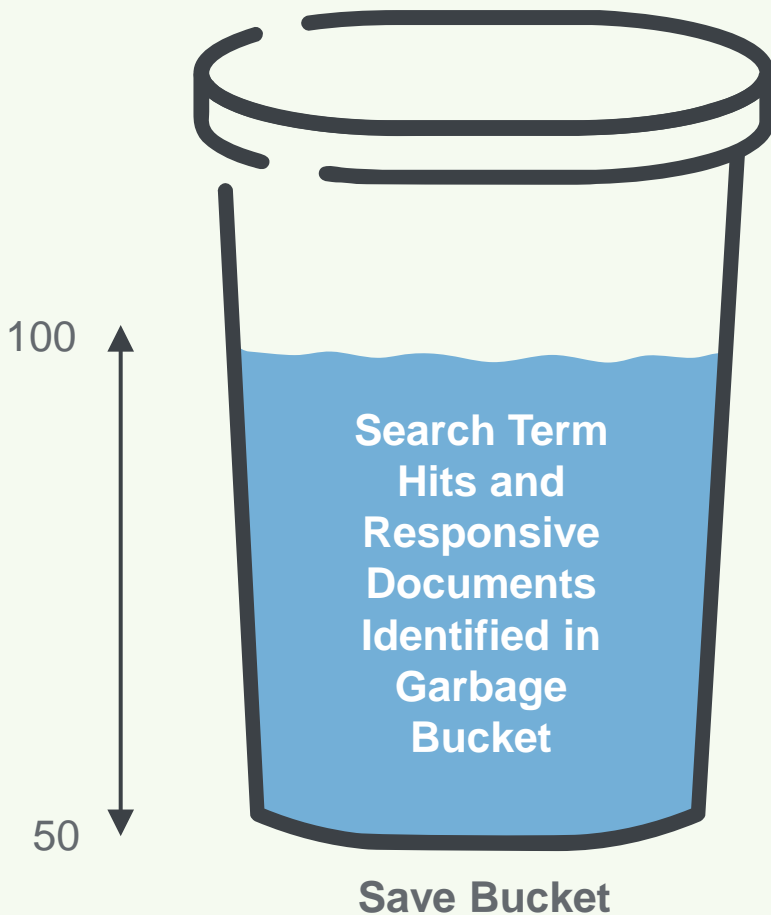 100
Search Term
Hits and
Responsive
Documents
Identified in
Garbage
Bucket
50
Save Bucket